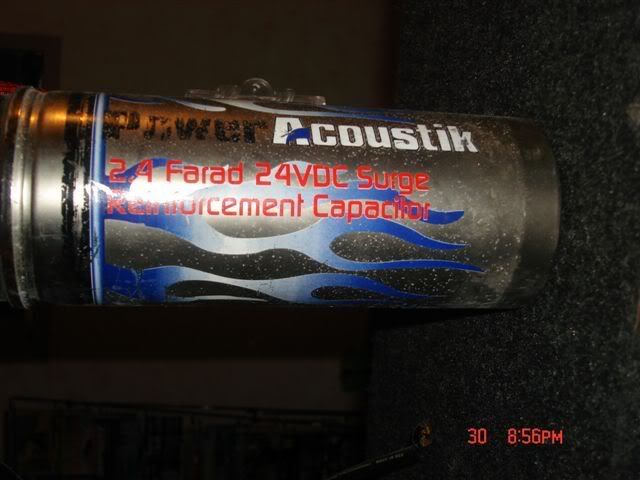 Power Acoustik
2.4 Farad 24VDC Surge
Reinforcement Capacitor
30 8:56PM